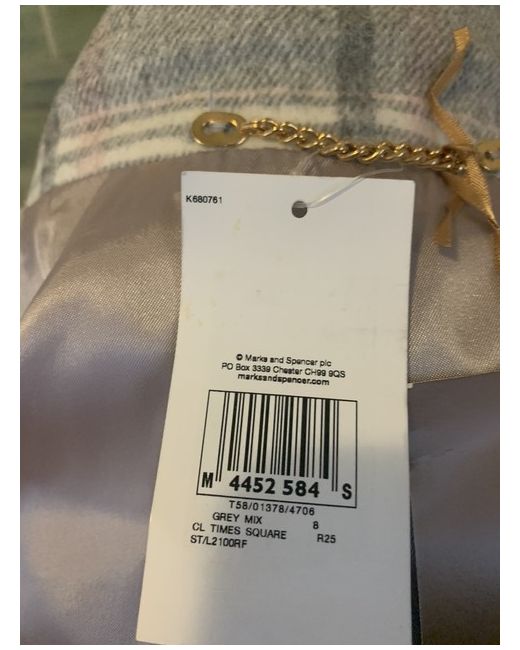 K680761
© Marks and Spencer plc
PO Box 3339 Chester CH99 9QS
marksandspencer.com
M 4452 584 S
T58/01378/4706
GREY MIX 8
CL TIMES SQUARE R25
ST/L2100RF